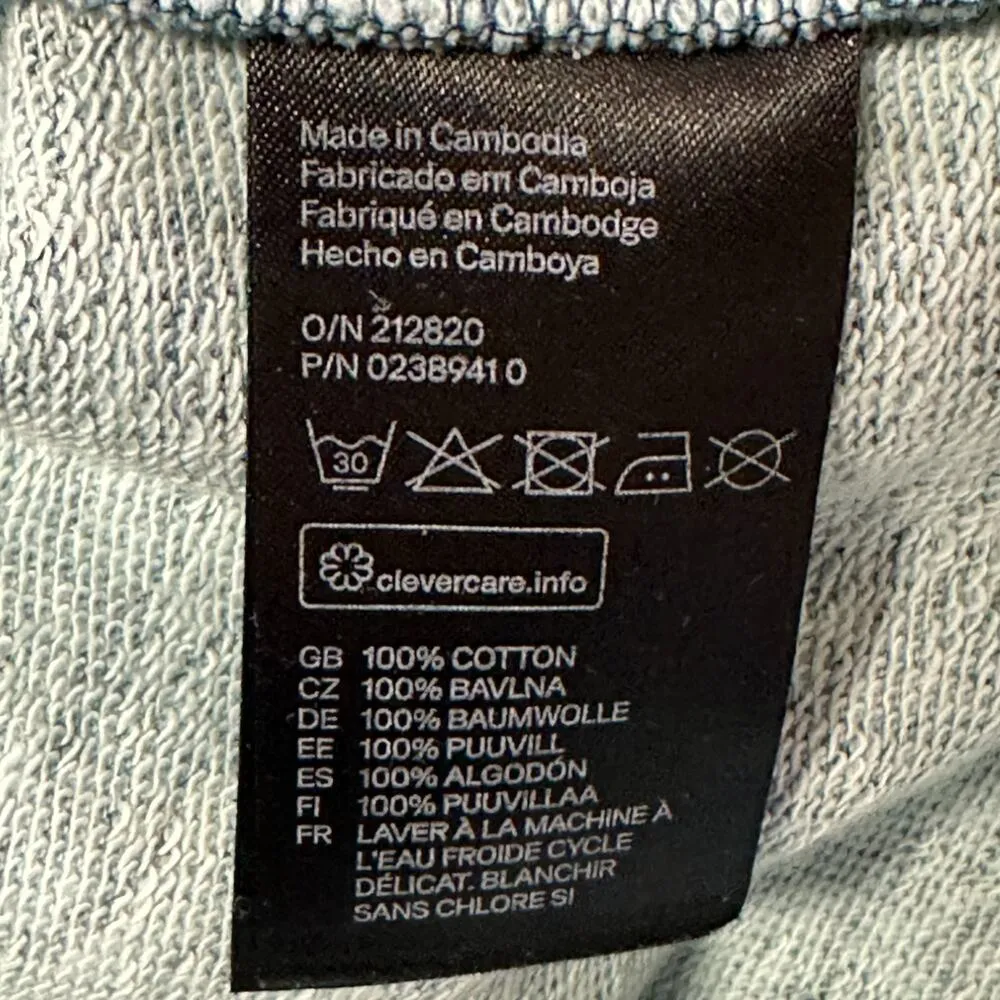 Made in Cambodia
Fabricado em Camboja
Fabriqué en Cambodge
Hecho en Camboya
O/N 212820
P/N 02389410
30
clevercare.info
GB 100% COTTON
CZ 100% BAVLNA
DE 100% BAUMWOLLE
EE 100% PUUVILL
ES 100% ALGODÓN
FI 100% PUUVILLAA
FR LAVER À LA MACHINE À
L'EAU FROIDE CYCLE
DÉLICAT. BLANCHIR
SANS CHLORE SI